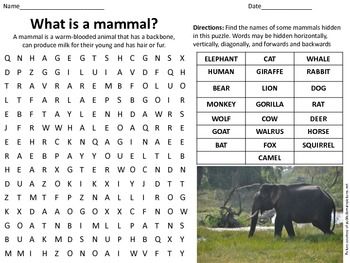 Name
Date
What is a mammal?
A mammal is a warm-blooded animal that has a backbone,
can produce milk for their young and has hair or fur.
Directions: Find the names of some mammals hidden
in this puzzle. Words may be hidden horizontally,
vertically, diagonally, and forwards and backwards
Q N H A G E G T S H C G N S X
D P Z G G I L U I A V D F Q H
T R A V R A R E M B F O L U O
L T F A R L A E P S B G O I R
E B F T A Y L E N H D A W R S
J F R W W H A L E O A Q R R E
E E H R C K N Q A G I N A E E
R A E B P A Y Y O U E L T L B
H E A R X G T E R W O C N D N
D U A Z O K I K X I Y J D T T
Z T M T F P Z N A L L O I G R
K X D A A O G O X X C F N O W
G O A T N B I M L L P A T N S
B U A K M D S N U P H B Q X Y
M M I H Z O N O A I W V F T Y
ELEPHANT CAT WHALE
HUMAN GIRAFFE RABBIT
BEAR LION DOG
MONKEY GORILLA RAT
WOLF COW DEER
GOAT WALRUS HORSE
BAT FOX SQUIRREL
CAMEL